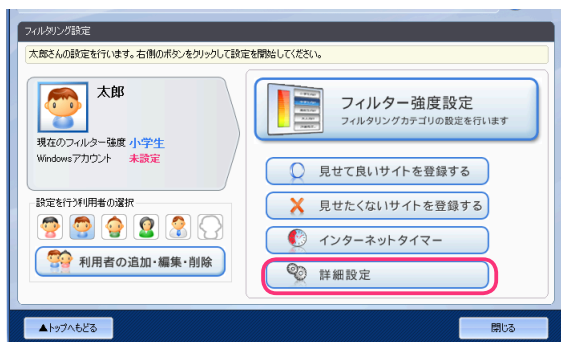 フィルタリング設定
太郎さんの設定を行います。右側のボタンをクリックして設定を開始してください。
太郎
現在のフィルター強度 小学生
Windowsアカウント 未設定
設定を行う利用者の選択
利用者の追加・編集・削除
フィルター強度設定
フィルタリングカテゴリの設定を行います
見せて良いサイトを登録する
見せたくないサイトを登録する
インターネットタイマー
詳細設定
▲トップへもどる
閉じる